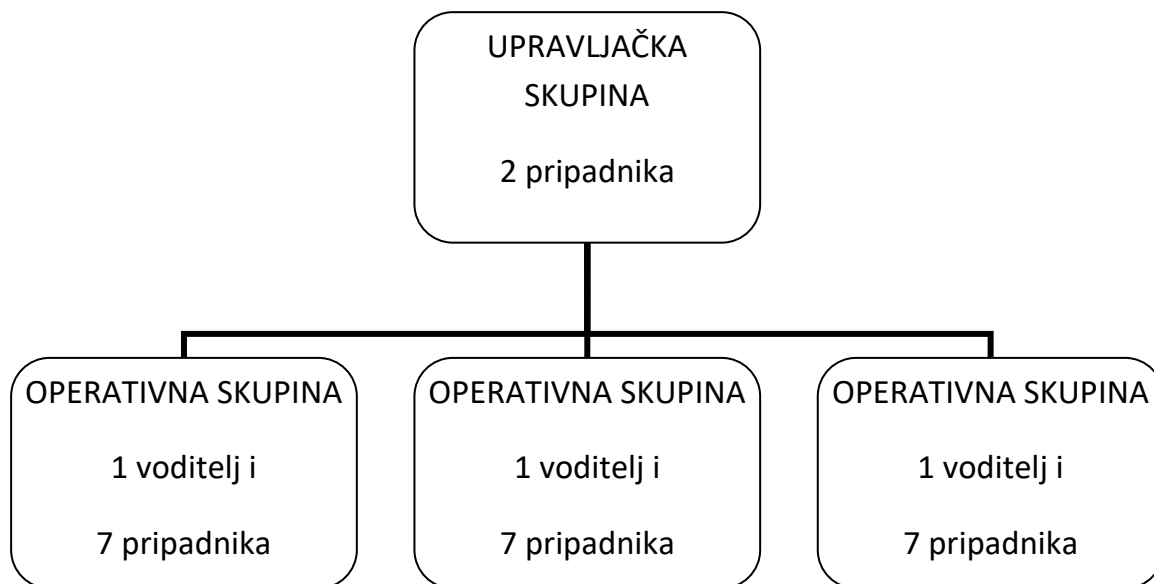 UPRAVLJAČKA
SKUPINA
2 pripadnika
OPERATIVNA SKUPINA
1 voditelj i
7 pripadnika
OPERATIVNA SKUPINA
1 voditelj i
7 pripadnika
OPERATIVNA SKUPINA
1 voditelj i
7 pripadnika